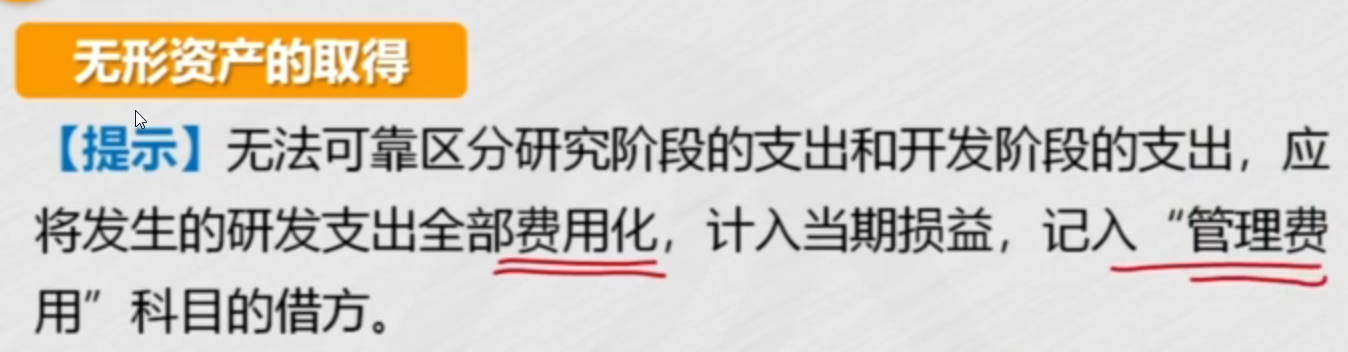 无形资产的取得
【提示】无法可靠区分研究阶段的支出和开发阶段的支出，应
将发生的研发支出全部费用化，计入当期损益，记入“管理费
用”科目的借方。